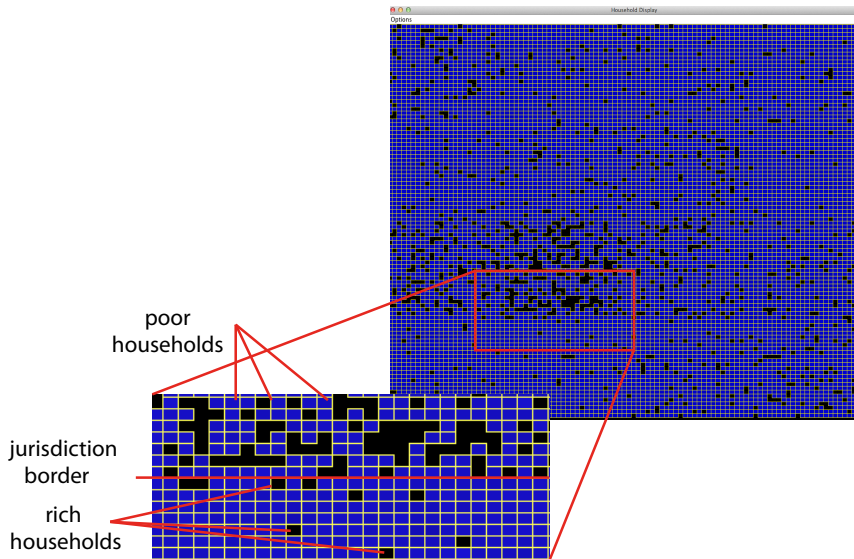 Household Display
Options
poor
households
jurisdiction
border
rich
households